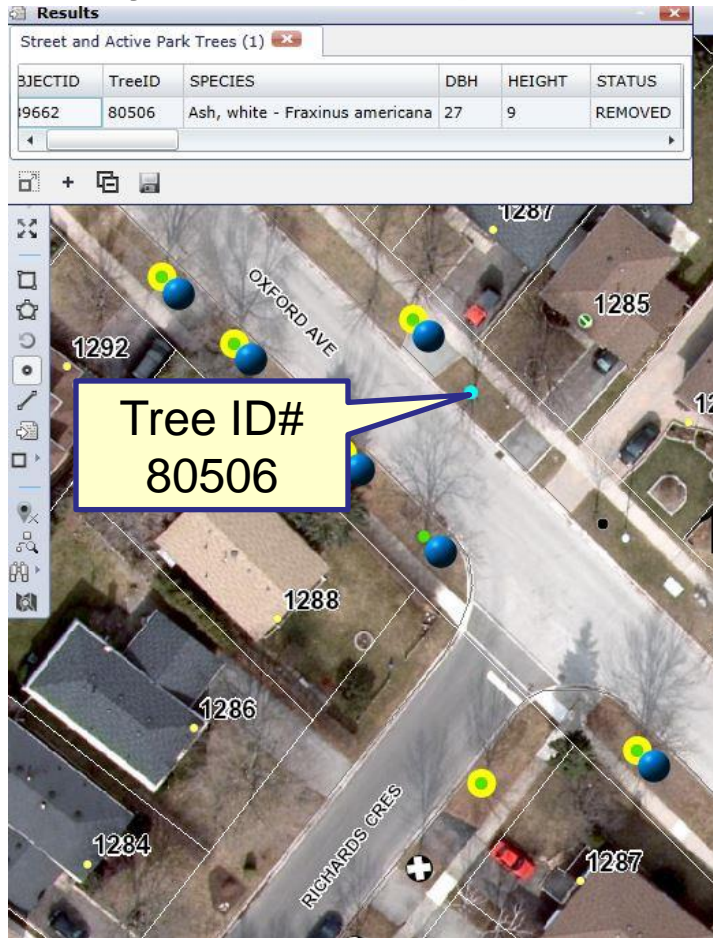 Results
Street and Active Park Trees (1)
BJECTID TreeID SPECIES DBH HEIGHT STATUS
9662 80506 Ash, white - Fraxinus americana 27 9 REMOVED
1287
OXFORD AVE
1285
1292
Tree ID#
80506
1288
1286
RICHARDS CRES
1284
1287